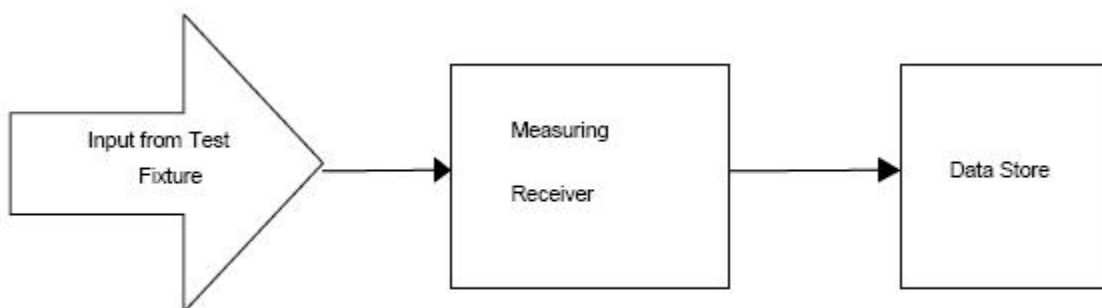 Input from Test
Fixture
Measuring
Receiver
Data Store